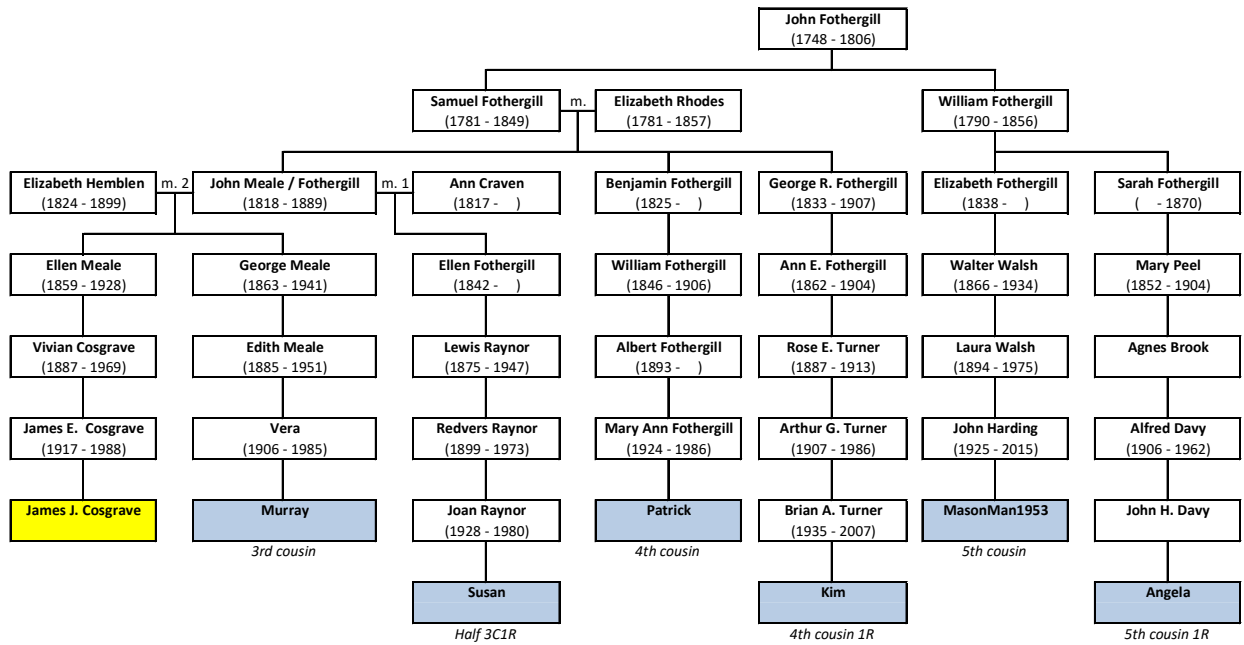 John Fothergill
(1748 - 1806)
Samuel Fothergill
(1781 - 1849)
m.
Elizabeth Rhodes
(1781 - 1857)
William Fothergill
(1790 - 1856)
Elizabeth Hemblen
(1824 - 1899)
m. 2
John Meale / Fothergill
(1818 - 1889)
m. 1
Ann Craven
(1817 -    )
Benjamin Fothergill
(1825 -    )
George R. Fothergill
(1833 - 1907)
Elizabeth Fothergill
(1838 -    )
Sarah Fothergill
(    - 1870)
Ellen Meale
(1859 - 1928)
George Meale
(1863 - 1941)
Ellen Fothergill
(1842 -    )
William Fothergill
(1846 - 1906)
Ann E. Fothergill
(1862 - 1904)
Walter Walsh
(1866 - 1934)
Mary Peel
(1852 - 1904)
Vivian Cosgrave
(1887 - 1969)
Edith Meale
(1885 - 1951)
Lewis Raynor
(1875 - 1947)
Albert Fothergill
(1893 -    )
Rose E. Turner
(1887 - 1913)
Laura Walsh
(1894 - 1975)
Agnes Brook
James E.  Cosgrave
(1917 - 1988)
Vera
(1906 - 1985)
Redvers Raynor
(1899 - 1973)
Mary Ann Fothergill
(1924 - 1986)
Arthur G. Turner
(1907 - 1986)
John Harding
(1925 - 2015)
Alfred Davy
(1906 - 1962)
James J. Cosgrave
Murray
3rd cousin
Joan Raynor
(1928 - 1980)
Patrick
4th cousin
Brian A. Turner
(1935 - 2007)
MasonMan1953
5th cousin
John H. Davy
Susan
Half 3C1R
Kim
4th cousin 1R
Angela
5th cousin 1R